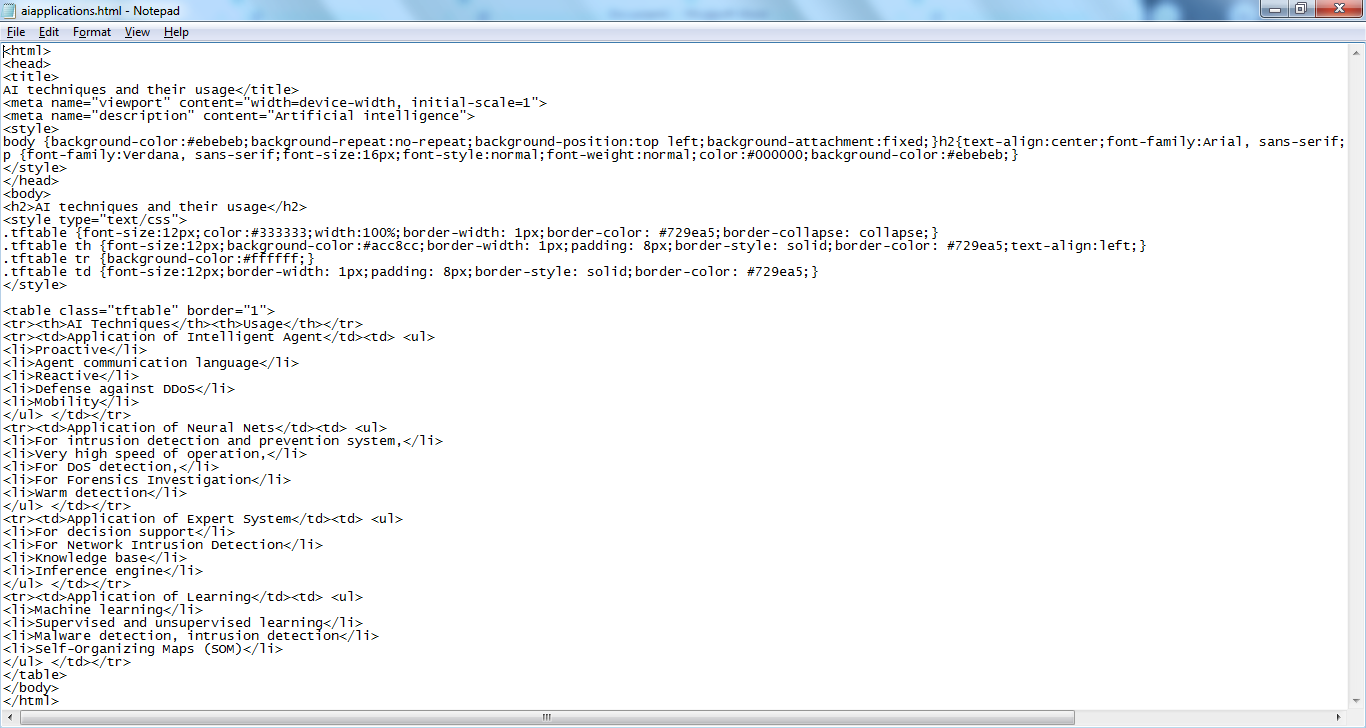 aiapplications.html - Notepad
File Edit Format View Help
<html>
<head>
<title>
AI techniques and their usage</title>
<meta name="viewport" content="width=device-width, initial-scale=1">
<meta name="description" content="Artificial intelligence">
<style>
body {background-color:#ebebeb;background-repeat:no-repeat;background-position:top left;background-attachment:fixed;}h2{text-align:center;font-family:Arial, sans-serif;
p {font-family:Verdana, sans-serif;font-size:16px;font-style:normal;font-weight:normal;color:#000000;background-color:#ebebeb;}
</style>
</head>
<body>
<h2>AI techniques and their usage</h2>
<style type="text/css">
.tftable {font-size:12px;color:#333333;width:100%;border-width: 1px;border-color: #729ea5;border-collapse: collapse;}
.tftable th {font-size:12px;background-color:#acc8cc;border-width: 1px;padding: 8px;border-style: solid;border-color: #729ea5;text-align:left;}
.tftable tr {background-color:#ffffff;}
.tftable td {font-size:12px;border-width: 1px;padding: 8px;border-style: solid;border-color: #729ea5;}
</style>

<table class="tftable" border="1">
<tr><th>AI Techniques</th><th>Usage</th></tr>
<tr><td>Application of Intelligent Agent</td><td> <ul>
<li>Proactive</li>
<li>Agent communication language</li>
<li>Reactive</li>
<li>Defense against DDoS</li>
<li>Mobility</li>
</ul> </td></tr>
<tr><td>Application of Neural Nets</td><td> <ul>
<li>For intrusion detection and prevention system,</li>
<li>Very high speed of operation,</li>
<li>For DoS detection,</li>
<li>For Forensics Investigation</li>
<li>Warm detection</li>
</ul> </td></tr>
<tr><td>Application of Expert System</td><td> <ul>
<li>For decision support</li>
<li>For Network Intrusion Detection</li>
<li>Knowledge base</li>
<li>Inference engine</li>
</ul> </td></tr>
<tr><td>Application of Learning</td><td> <ul>
<li>Machine learning</li>
<li>Supervised and unsupervised learning</li>
<li>Malware detection, intrusion detection</li>
<li>Self-Organizing Maps (SOM)</li>
</ul> </td></tr>
</table>
</body>
</html>